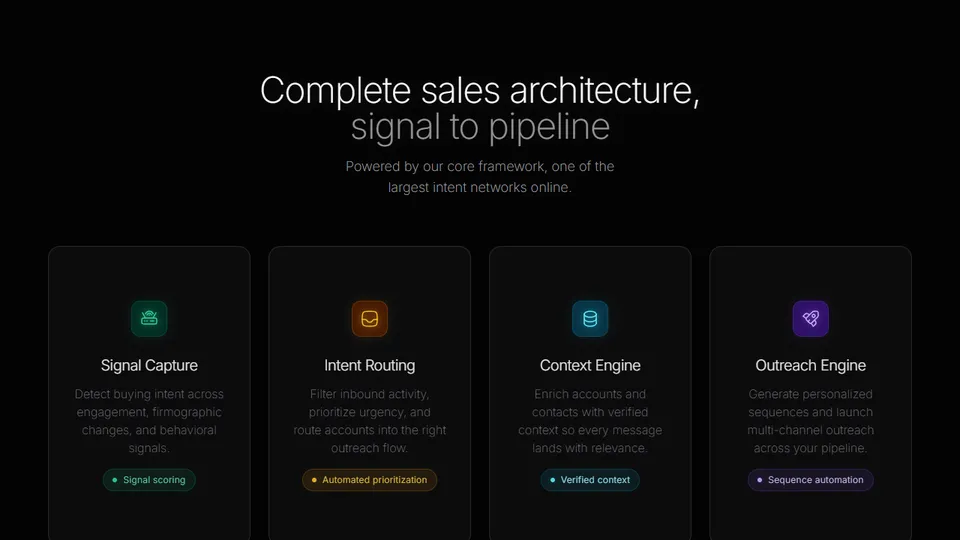 Complete sales architecture,
signal to pipeline
Powered by our core framework, one of the
largest intent networks online.
Signal Capture
Detect buying intent across
engagement, firmographic
changes, and behavioral
signals.
Signal scoring
Intent Routing
Filter inbound activity,
prioritize urgency, and
route accounts into the right
outreach flow.
Automated prioritization
Context Engine
Enrich accounts and
contacts with verified
context so every message
lands with relevance.
Verified context
Outreach Engine
Generate personalized
sequences and launch
multi-channel outreach
across your pipeline.
Sequence automation